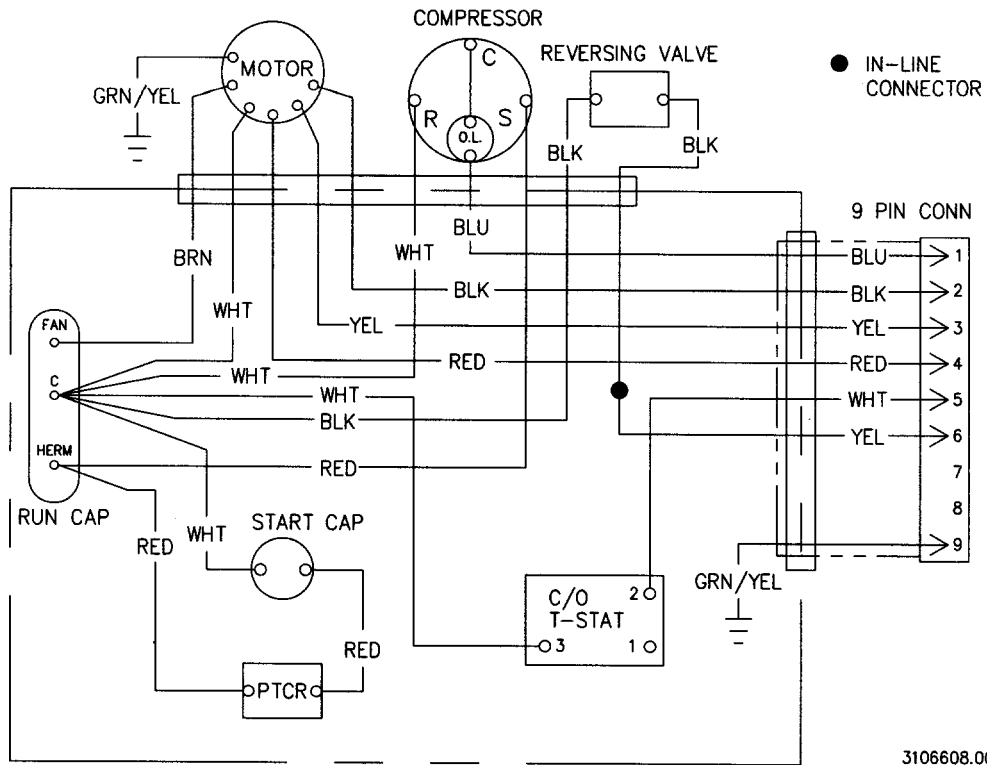 COMPRESSOR
REVERSING VALVE
IN-LINE
CONNECTOR
MOTOR
C
GRN/YEL
R
S
O.L.
BLK
BLK
9 PIN CONN
BLU
WHT
BRN
BLU
1
BLK
BLK
2
WHT
FAN
YEL
YEL
3
RED
RED
4
WHT
C
WHT
WHT
5
BLK
YEL
6
HERM
RED
7
8
RUN CAP
WHT
START CAP
RED
9
GRN/YEL
C/O
T-STAT
2
3
1
RED
PTCR
3106608.00